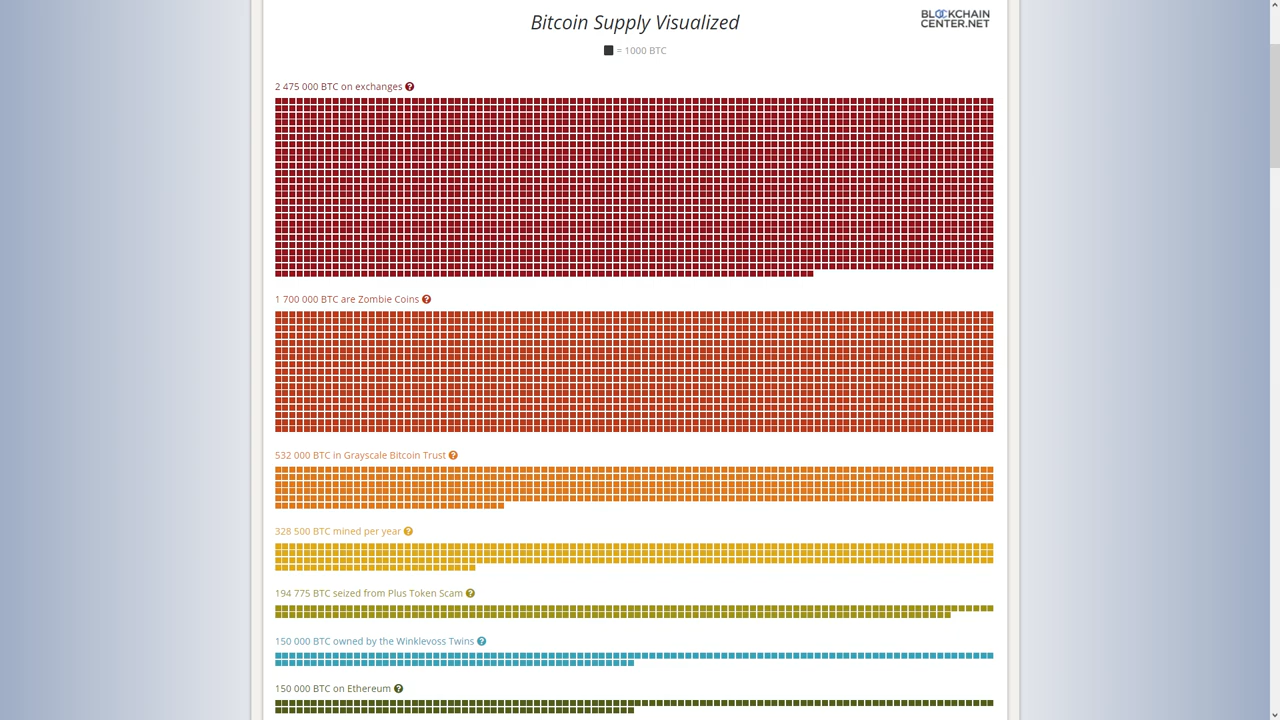 Bitcoin Supply Visualized
BLOCKCHAIN
CENTER.NET
= 1000 BTC
2 475 000 BTC on exchanges
1 700 000 BTC are Zombie Coins
532 000 BTC in Grayscale Bitcoin Trust
328 500 BTC mined per year
194 775 BTC seized from Plus Token Scam
150 000 BTC owned by the Winklevoss Twins
150 000 BTC on Ethereum